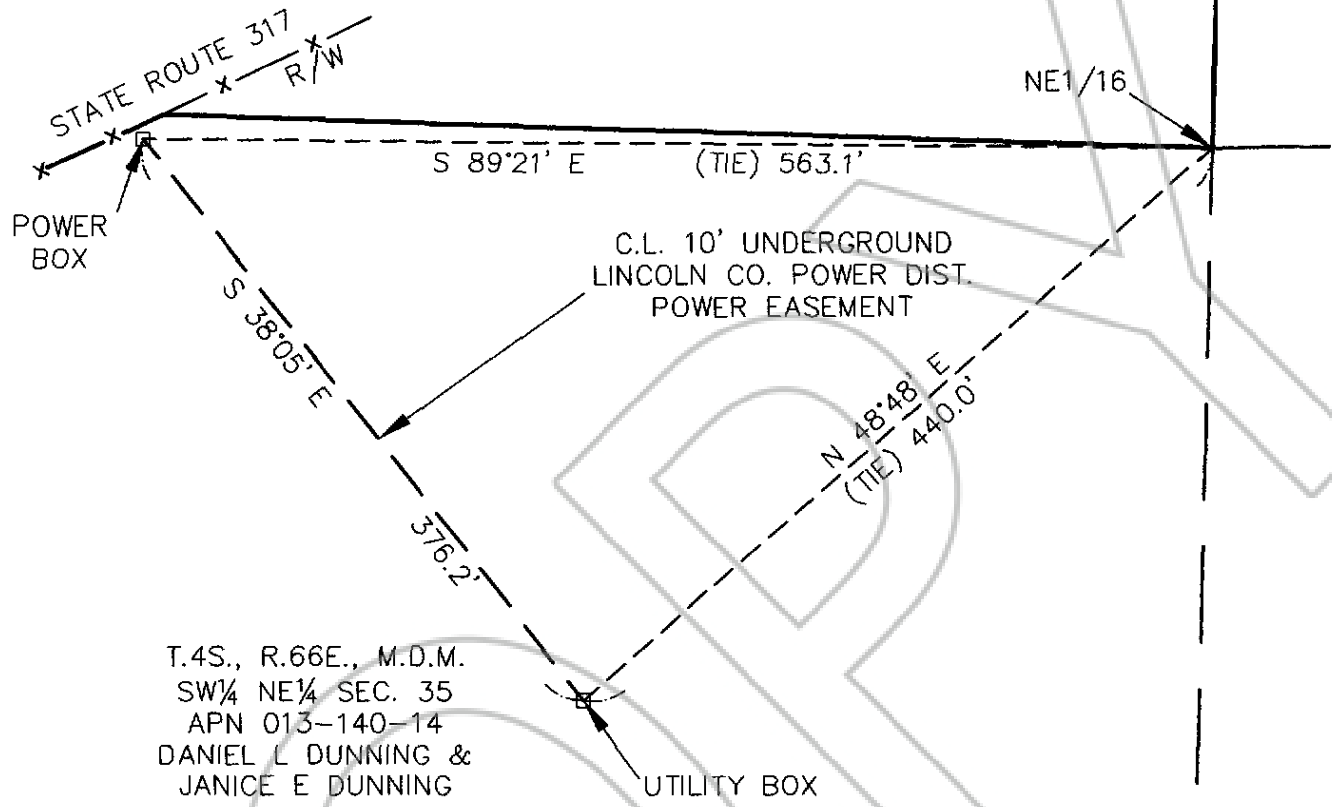 STATE ROUTE 317
R/W
NE1/16
S 89°21' E (TIE) 563.1'
POWER
BOX
C.L. 10' UNDERGROUND
LINCOLN CO. POWER DIST.
POWER EASEMENT
S 38°05' E
376.2'
N 48°48' E
(TIE) 440.0'
T.4S., R.66E., M.D.M.
SW¼ NE¼ SEC. 35
APN 013-140-14
DANIEL L DUNNING &
JANICE E DUNNING
UTILITY BOX